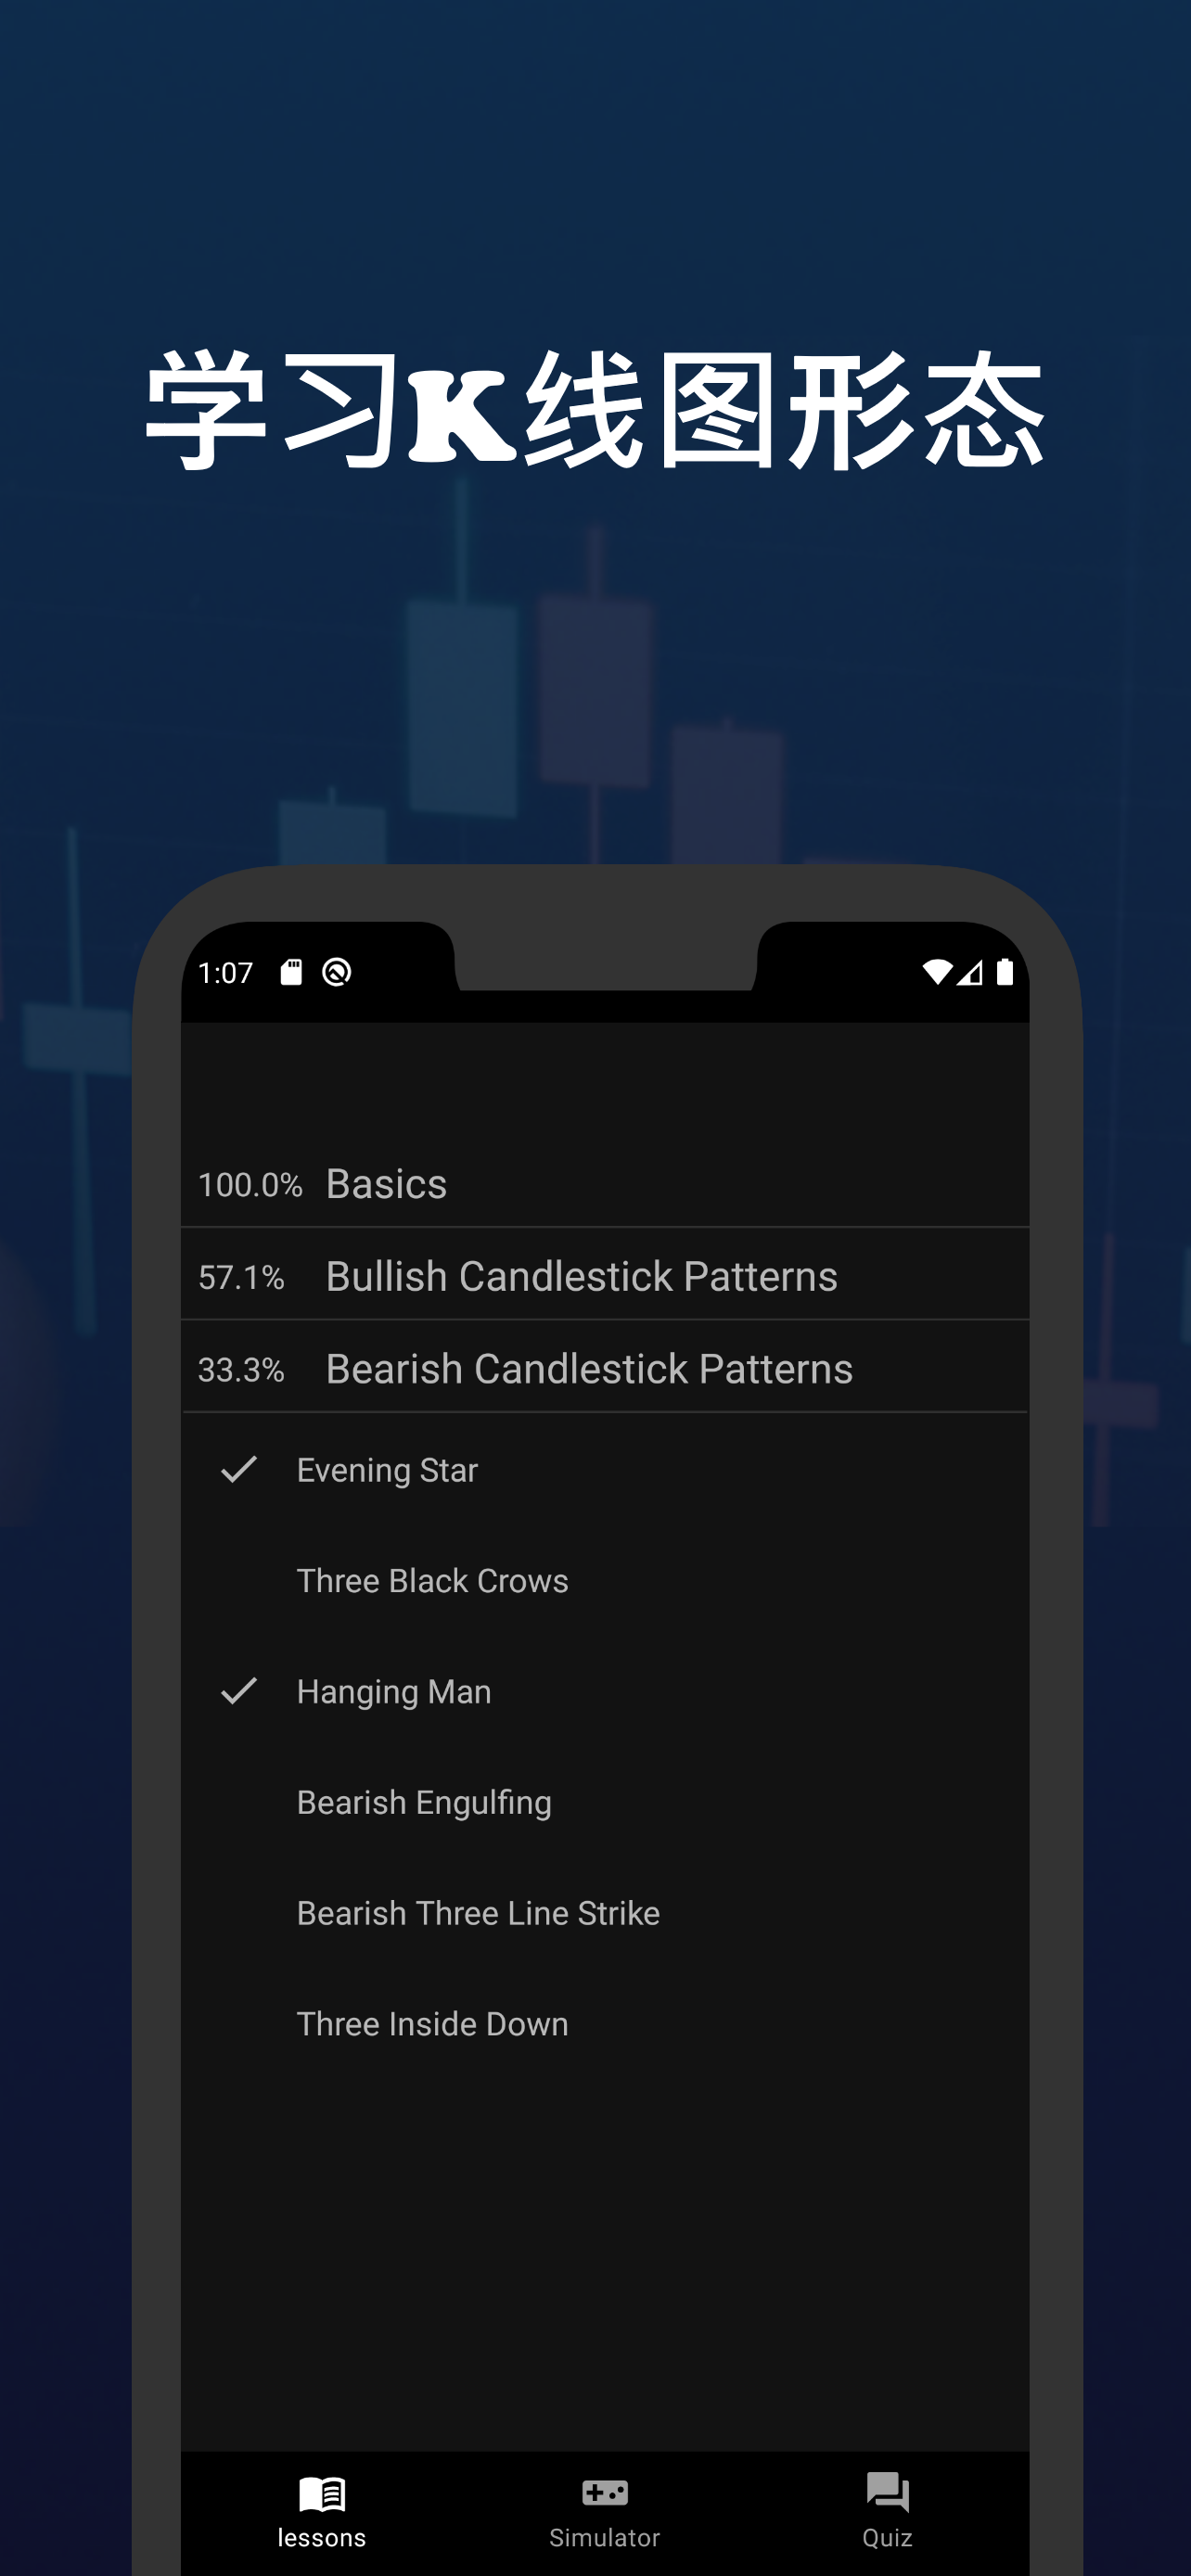 学习K线图形态
1:07
100.0% Basics
57.1% Bullish Candlestick Patterns
33.3% Bearish Candlestick Patterns
Evening Star
Three Black Crows
Hanging Man
Bearish Engulfing
Bearish Three Line Strike
Three Inside Down
lessons Simulator Quiz